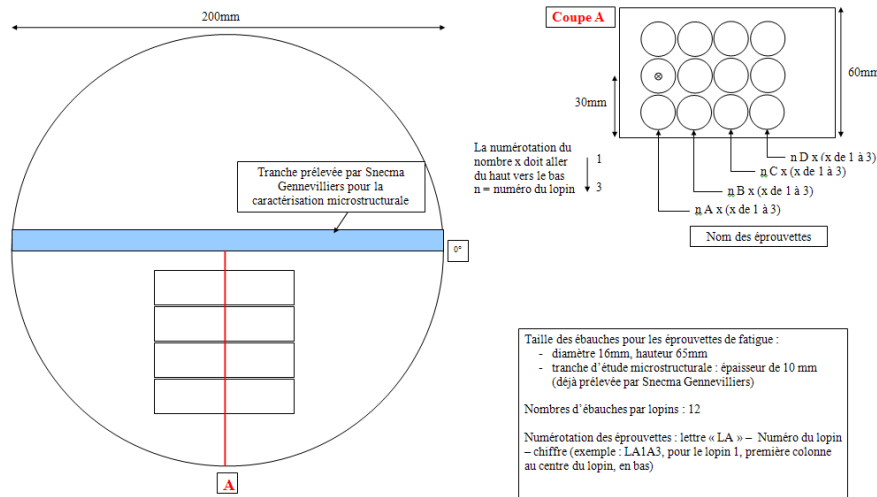 200mm
Tranche prélevée par Snecma
Gennevilliers pour la
caractérisation microstructurale
0°
A
Coupe A
60mm
30mm
La numérotation du
nombre x doit aller
du haut vers le bas
n = numéro du lopin
1
3
n D x (x de 1 à 3)
n C x (x de 1 à 3)
n B x (x de 1 à 3)
n A x (x de 1 à 3)
Nom des éprouvettes
Taille des ébauches pour les éprouvettes de fatigue :
- diamètre 16mm, hauteur 65mm
- tranche d'étude microstructurale : épaisseur de 10 mm
(déjà prélevée par Snecma Gennevilliers)
Nombres d'ébauches par lopins : 12
Numérotation des éprouvettes : lettre « LA » – Numéro du lopin
– chiffre (exemple : LA1A3, pour le lopin 1, première colonne
au centre du lopin, en bas)